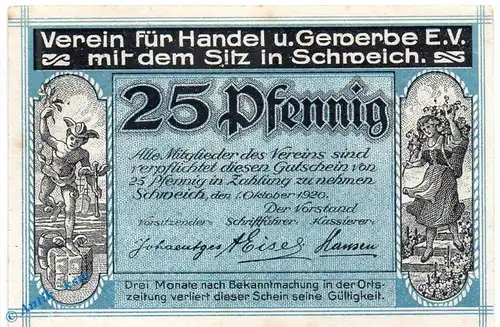 Verein für Handel u. Gewerbe E.V.
mit dem Sitz in Schweich.
25 Pfennig
Alle Mitglieder des Vereins sind
verpflichtet diesen Gutschein von
25 Pfennig in Zahlung zu nehmen
Schweich, den 1. Oktober 1920.
Der Vorstand
Vorsitzender Schriftführer Kassierer
AEisel Hansen
Drei Monate nach Bekanntmachung in der Orts-
zeitung verliert dieser Schein seine Gültigkeit.